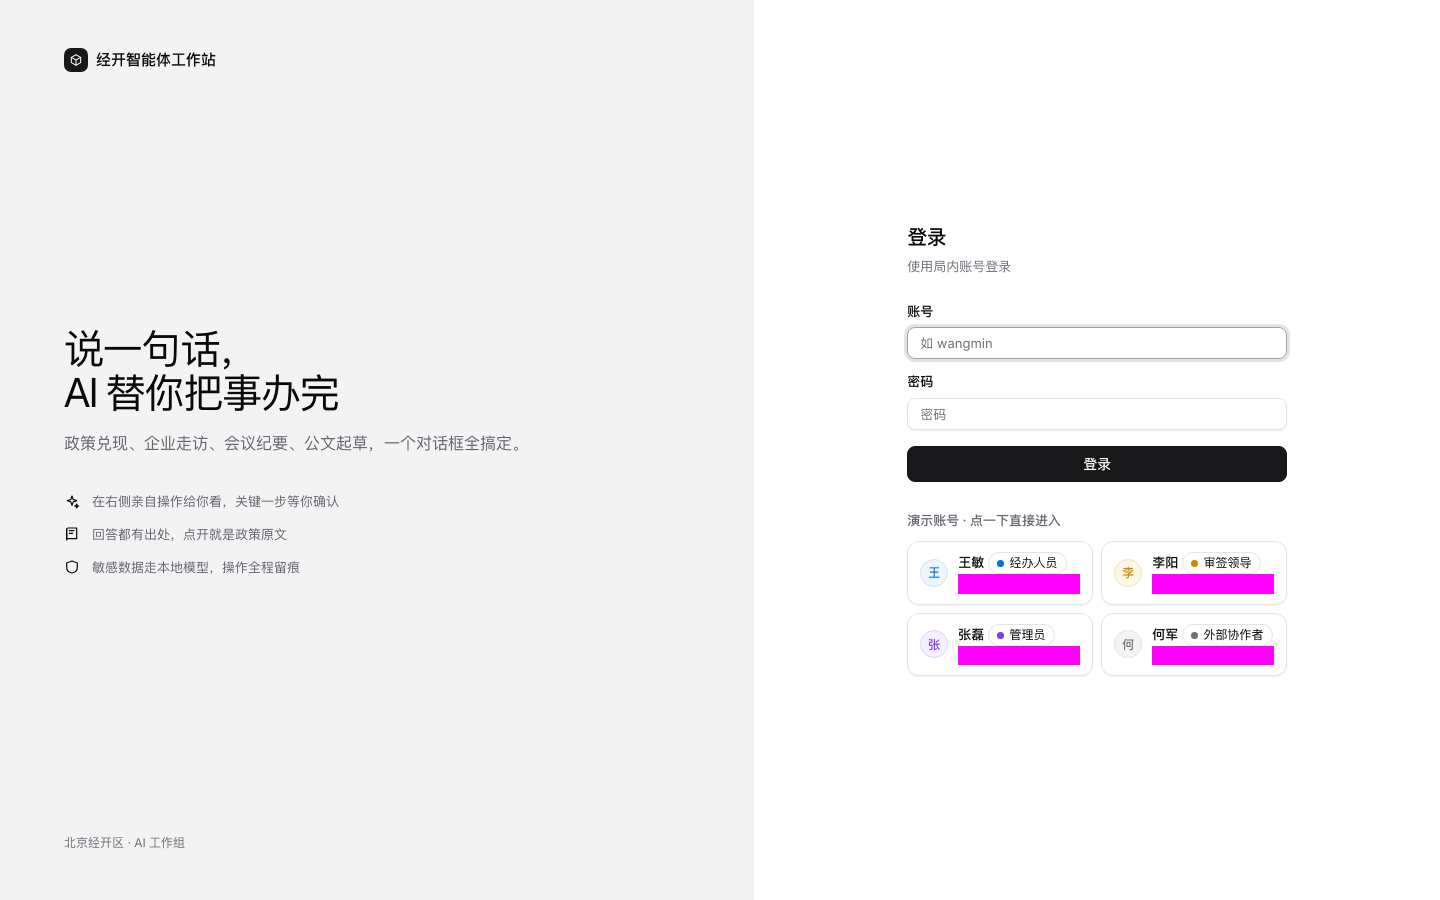 经开智能体工作站
说一句话，
AI 替你把事办完
政策兑现、企业走访、会议纪要、公文起草，一个对话框全搞定。
在右侧亲自操作给你看，关键一步等你确认
回答都有出处，点开就是政策原文
敏感数据走本地模型，操作全程留痕
北京经开区 · AI 工作组
登录
使用局内账号登录
账号
如 wangmin
密码
密码
登录
演示账号 · 点一下直接进入
王 王敏 经办人员
李 李阳 审签领导
张 张磊 管理员
何 何军 外部协作者